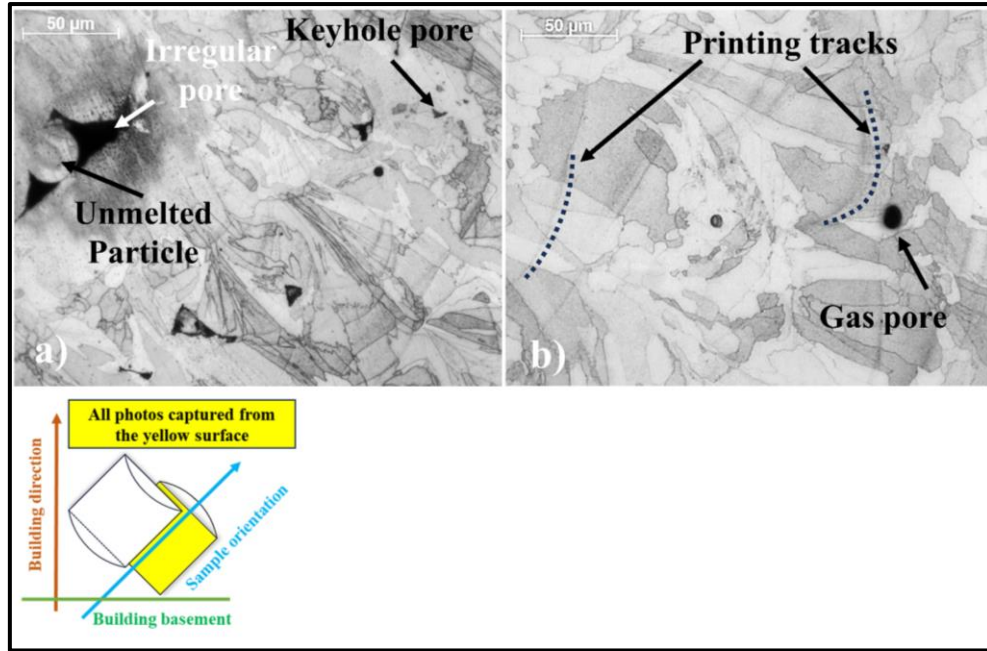 50 µm
Irregular
pore
Keyhole pore
Unmelted
Particle
a)
50 µm
Printing tracks
Gas pore
b)
All photos captured from
the yellow surface
Building direction
Sample orientation
Building basement